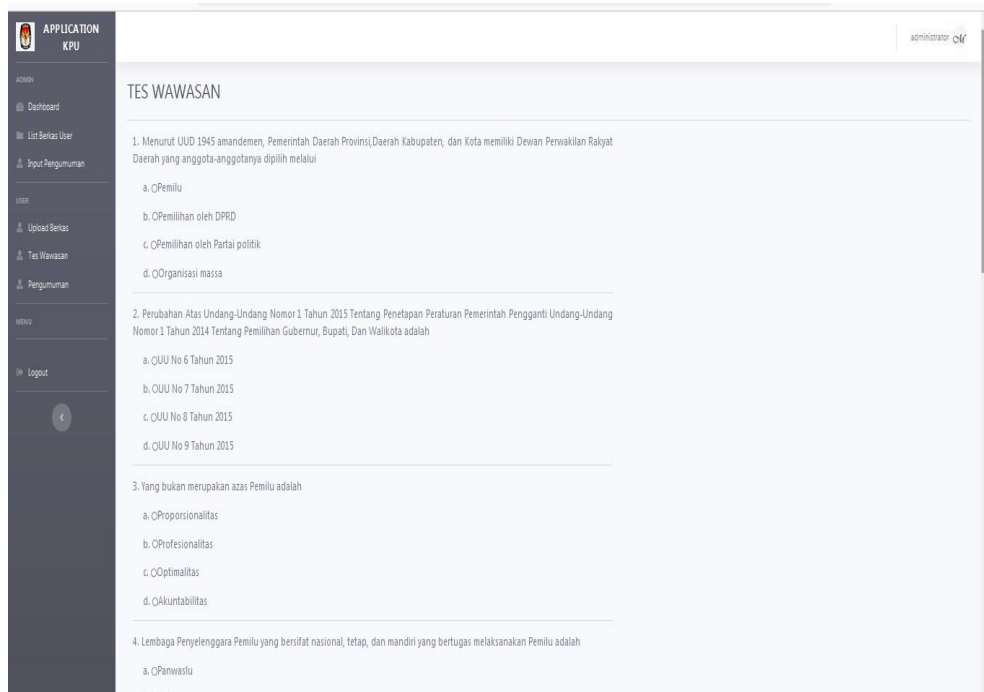 APPLICATION
KPU
administrator
ADMIN
Dashboard
List Berkas User
Input Pengumuman
USER
Upload Berkas
Tes Wawasan
Pengumuman
MENU
Logout
TES WAWASAN
1. Menurut UUD 1945 amandemen, Pemerintah Daerah Provinsi,Daerah Kabupaten, dan Kota memiliki Dewan Perwakilan Rakyat
Daerah yang anggota-anggotanya dipilih melalui
a. Pemilu
b. Pemilihan oleh DPRD
c. Pemilihan oleh Partai politik
d. Organisasi massa
2. Perubahan Atas Undang-Undang Nomor 1 Tahun 2015 Tentang Penetapan Peraturan Pemerintah Pengganti Undang-Undang
Nomor 1 Tahun 2014 Tentang Pemilihan Gubernur, Bupati, Dan Walikota adalah
a. UU No 6 Tahun 2015
b. UU No 7 Tahun 2015
c. UU No 8 Tahun 2015
d. UU No 9 Tahun 2015
3. Yang bukan merupakan azas Pemilu adalah
a. Proporsionalitas
b. Profesionalitas
c. Optimalitas
d. Akuntabilitas
4. Lembaga Penyelenggara Pemilu yang bersifat nasional, tetap, dan mandiri yang bertugas melaksanakan Pemilu adalah
a. Panwaslu